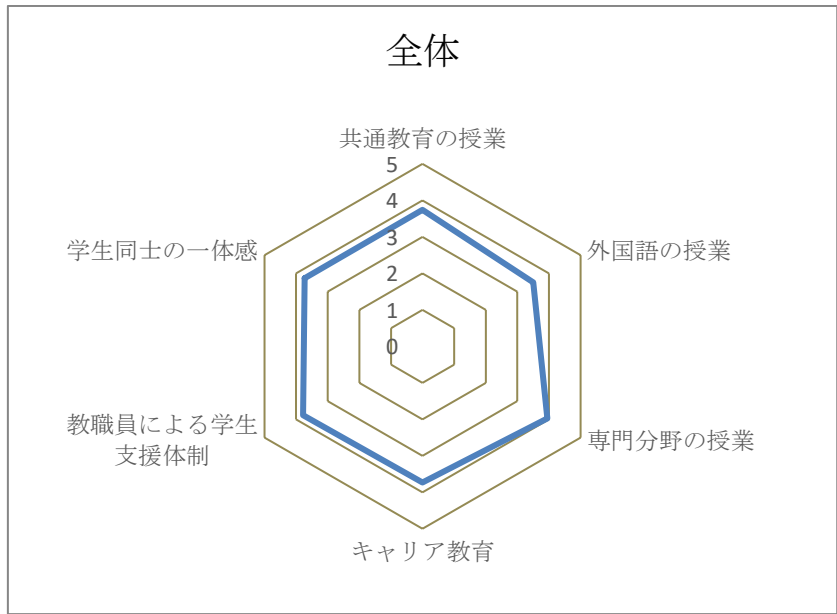 全体
共通教育の授業
5
4
3
2
1
0
外国語の授業
専門分野の授業
キャリア教育
教職員による学生
支援体制
学生同士の一体感